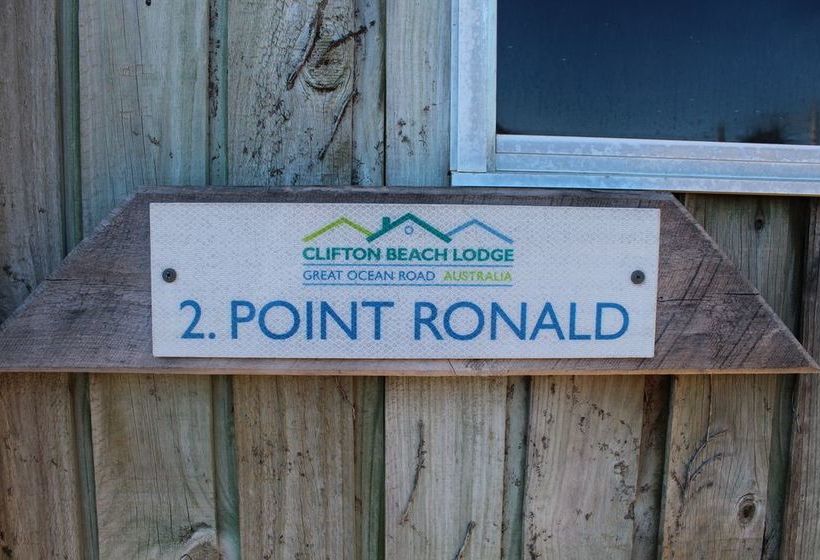 CLIFTON BEACH LODGE
GREAT OCEAN ROAD AUSTRALIA
2. POINT RONALD